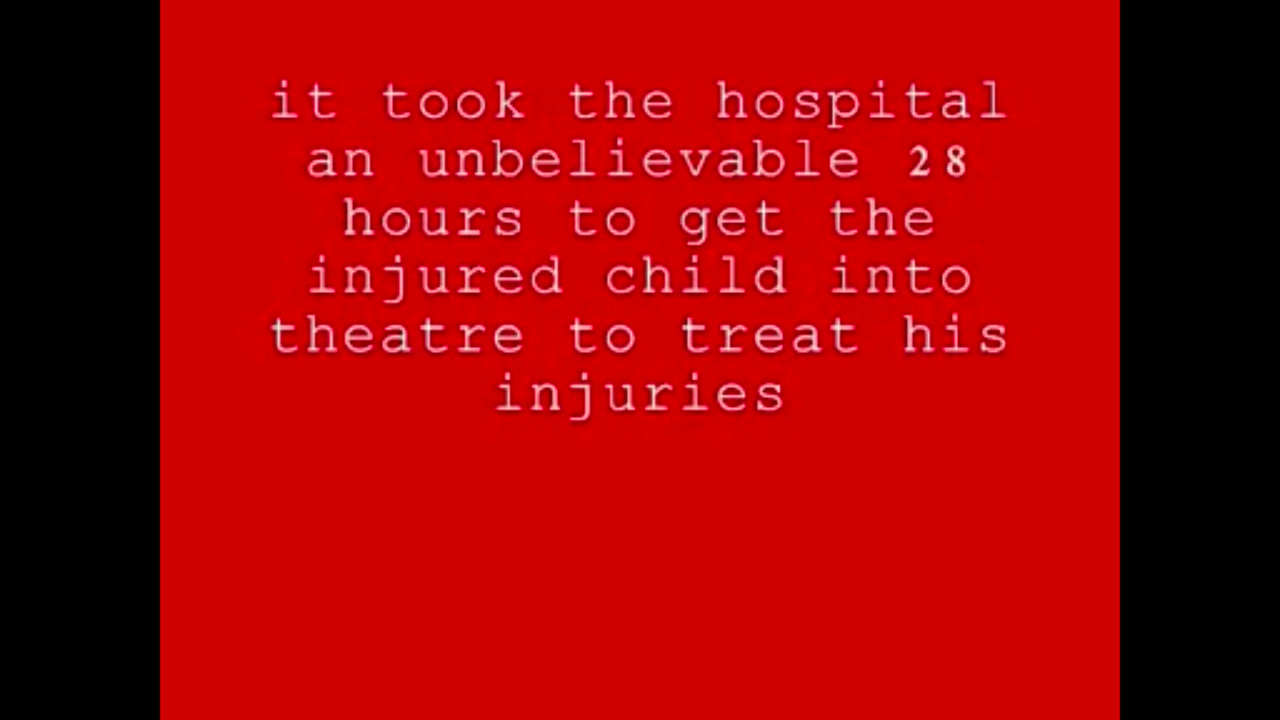 it took the hospital
an unbelievable 28
hours to get the
injured child into
theatre to treat his
injuries